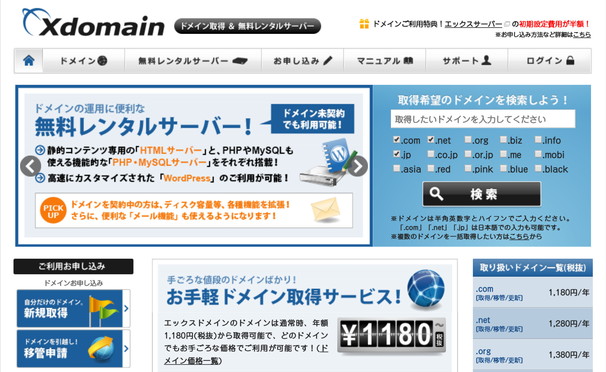 Xdomain
ドメイン取得 & 無料レンタルサーバー
ドメインご利用特典！エックスサーバー の初期設定費用が半額！
※お申し込み方法など詳細はこちら
ドメイン
無料レンタルサーバー
お申し込み
マニュアル
サポート
ログイン
ドメインの運用に便利な
無料レンタルサーバー！
ドメイン未契約
でも利用可能！
静的コンテンツ専用の「HTMLサーバー」と、PHPやMySQLも
使える機能的な「PHP・MySQLサーバー」をそれぞれ搭載！
高速にカスタマイズされた「WordPress」のご利用が可能！
PICK
UP
ドメインを契約中の方は、ディスク容量等、各種機能を拡張！
さらに、便利な「メール機能」も使えるようになります！
取得希望のドメインを検索しよう！
取得したいドメインを入力してください
.com .net .org .biz .info
.jp .co.jp .or.jp .me .mobi
.asia .red .pink .blue .black
検索
※ドメインは半角英数字とハイフンでご入力ください。
「.com」「.net」「.jp」は日本語での入力も可能です。
※複数のドメインを一括取得したい方はこちらから
ご利用お申し込み
ドメインお申し込み
自分だけのドメイン。
新規取得
ドメインを引越し！
移管申請
手ごろな値段のドメインばかり！
お手軽ドメイン取得サービス！
エックスドメインのドメインは通常時、年額
1,180円(税抜)から取得可能で、どのドメイン
でもお手ごろな価格でご利用が可能です！(ド
メイン価格一覧)
¥1180〜
税抜
取り扱いドメイン一覧(税抜)
.com
[取得/移管/更新]
1,180円/年
.net
[取得/移管/更新]
1,280円/年
.org
[取得/移管/更新]
1,380円/年